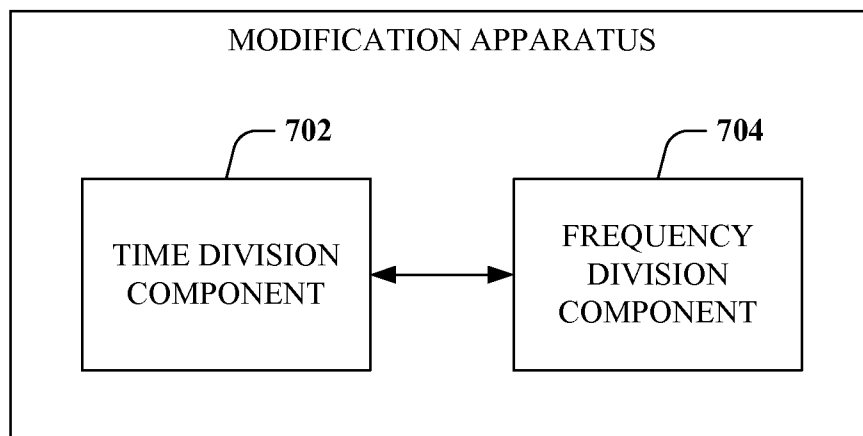 MODIFICATION APPARATUS
702
704
TIME DIVISION
COMPONENT
FREQUENCY
DIVISION
COMPONENT